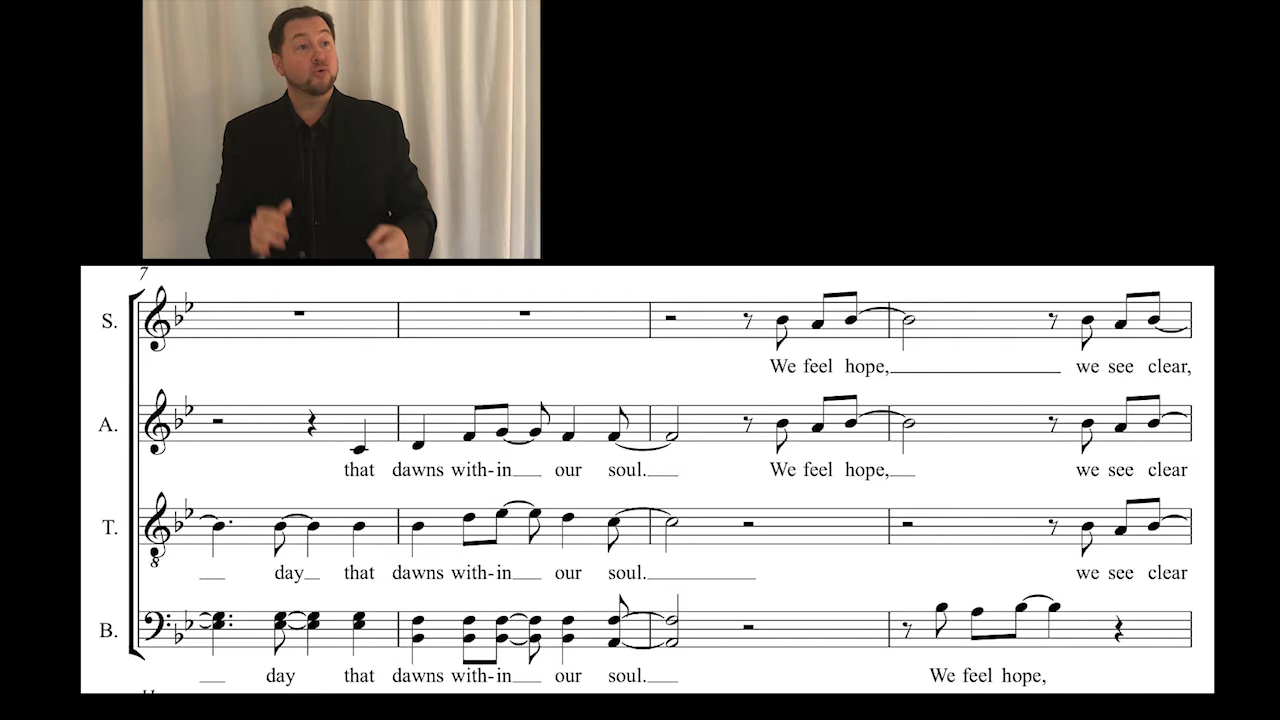 7
S.
We feel hope,
we see clear,
A.
that dawns with-in our soul. We feel hope, we see clear
T.
8
day that dawns with-in our soul. we see clear
B.
day that dawns with-in our soul. We feel hope,